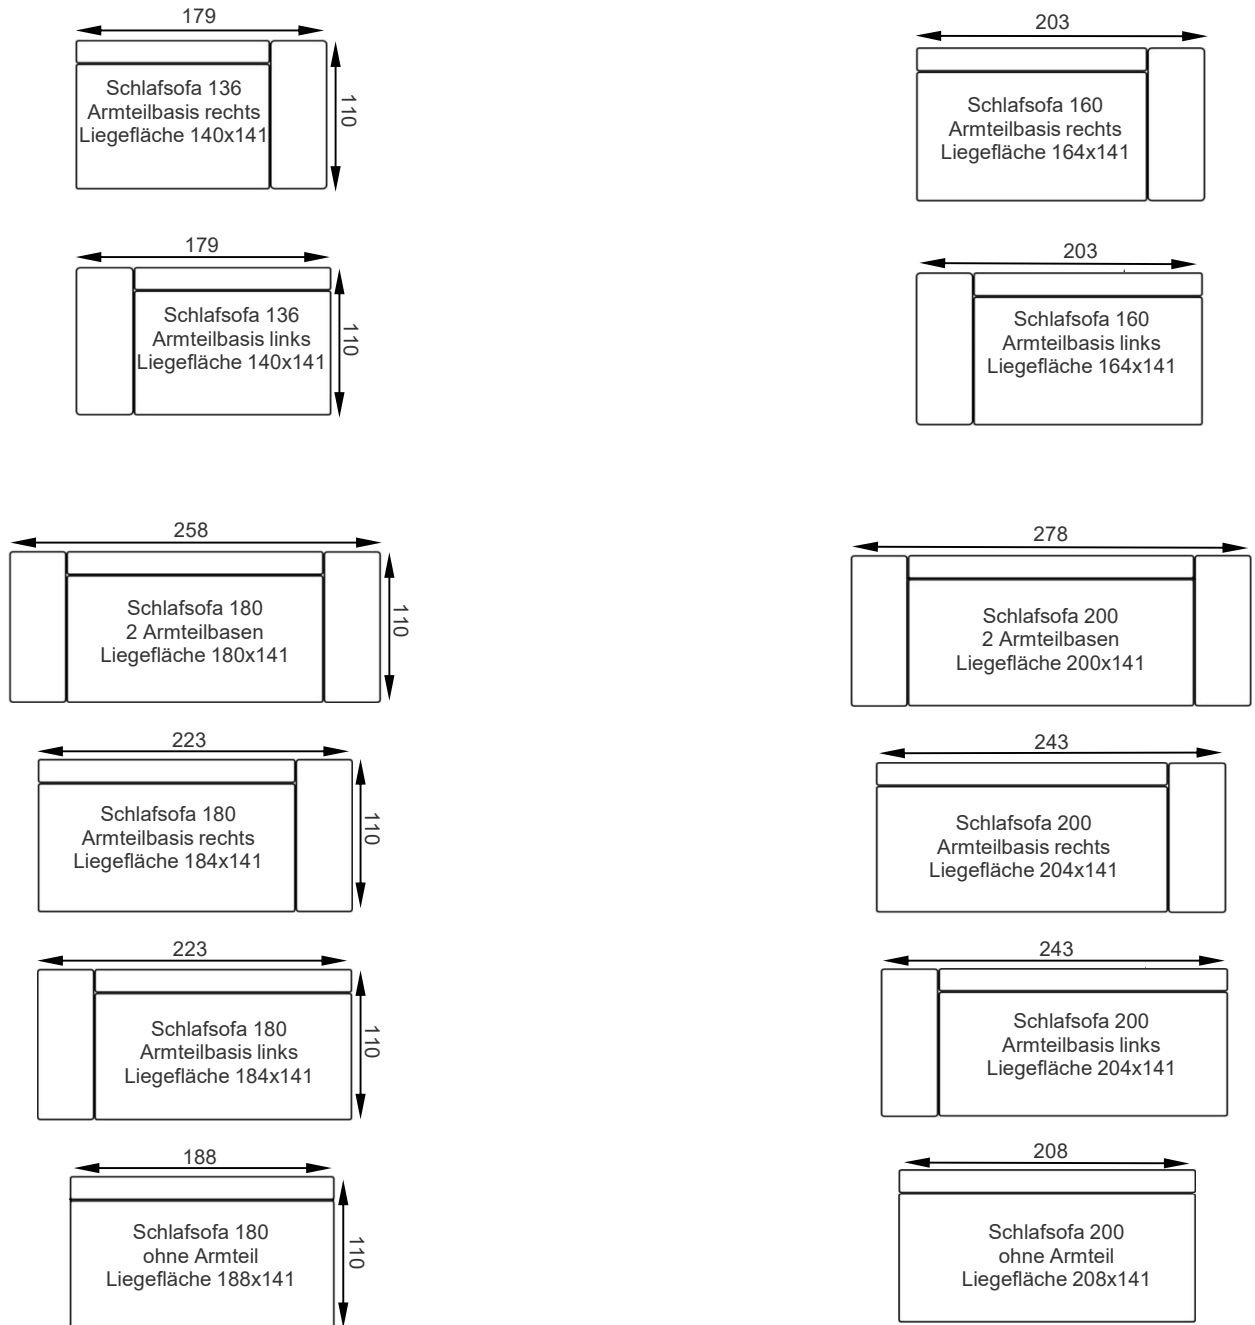 179
Schlafsofa 136
Armteilbasis rechts
Liegefläche 140x141
110
203
Schlafsofa 160
Armteilbasis rechts
Liegefläche 164x141
179
Schlafsofa 136
Armteilbasis links
Liegefläche 140x141
110
203
Schlafsofa 160
Armteilbasis links
Liegefläche 164x141
258
Schlafsofa 180
2 Armteilbasen
Liegefläche 180x141
110
278
Schlafsofa 200
2 Armteilbasen
Liegefläche 200x141
223
Schlafsofa 180
Armteilbasis rechts
Liegefläche 184x141
110
243
Schlafsofa 200
Armteilbasis rechts
Liegefläche 204x141
223
Schlafsofa 180
Armteilbasis links
Liegefläche 184x141
110
243
Schlafsofa 200
Armteilbasis links
Liegefläche 204x141
188
Schlafsofa 180
ohne Armteil
Liegefläche 188x141
110
208
Schlafsofa 200
ohne Armteil
Liegefläche 208x141